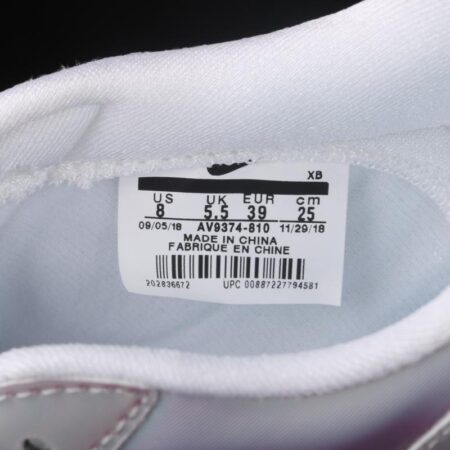 XB
US UK EUR cm
8 5.5 39 25
09/05/18 AV9374-810 11/29/18
MADE IN CHINA
FABRIQUE EN CHINE
202836672 UPC 00887227794581